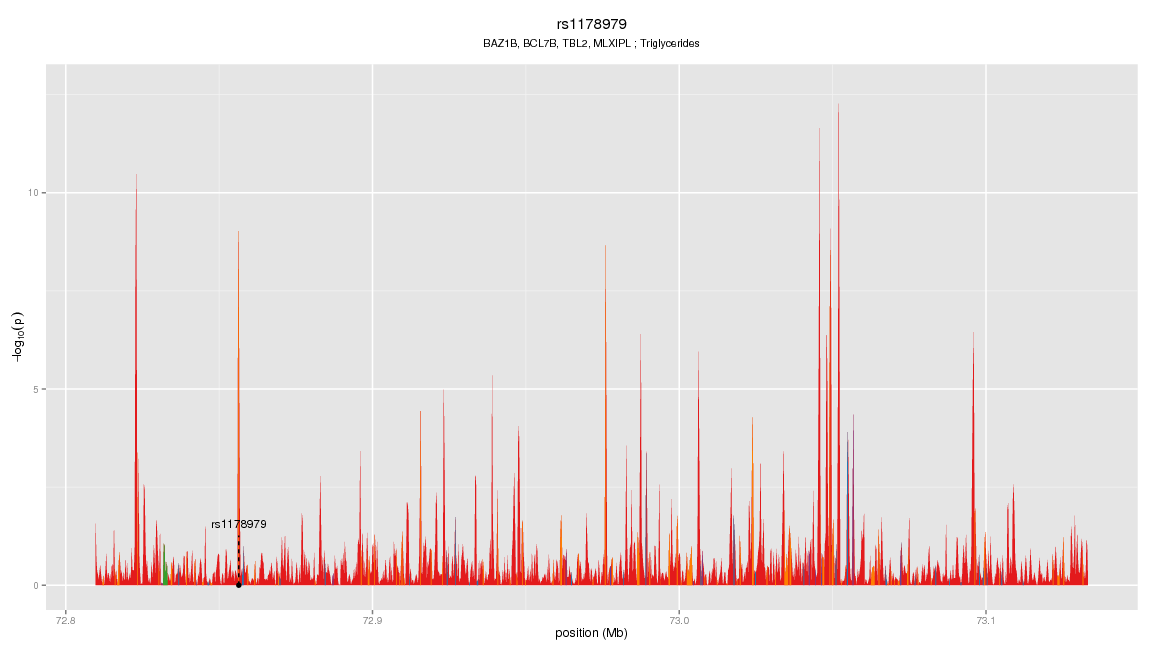 rs1178979
BAZ1B, BCL7B, TBL2, MLXIPL ; Triglycerides
10
5
0
−log10(p)
rs1178979
72.8 72.9 73.0 73.1
position (Mb)